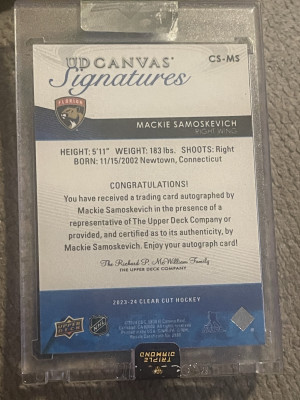 UD CANVAS
CS-MS
Signatures
FLORIDA
MACKIE SAMOSKEVICH
RIGHT WING
HEIGHT: 5'11" WEIGHT: 183 lbs. SHOOTS: Right
BORN: 11/15/2002 Newtown, Connecticut
CONGRATULATIONS!
You have received a trading card autographed by
Mackie Samoskevich in the presence of a
representative of The Upper Deck Company or
provided, and certified as to its authenticity, by
Mackie Samoskevich. Enjoy your autograph card!
The Richard P. McWilliam Family
THE UPPER DECK COMPANY
2023-24 CLEAR CUT HOCKEY
UPPER DECK
NHL
TRIPLE
DIAMOND